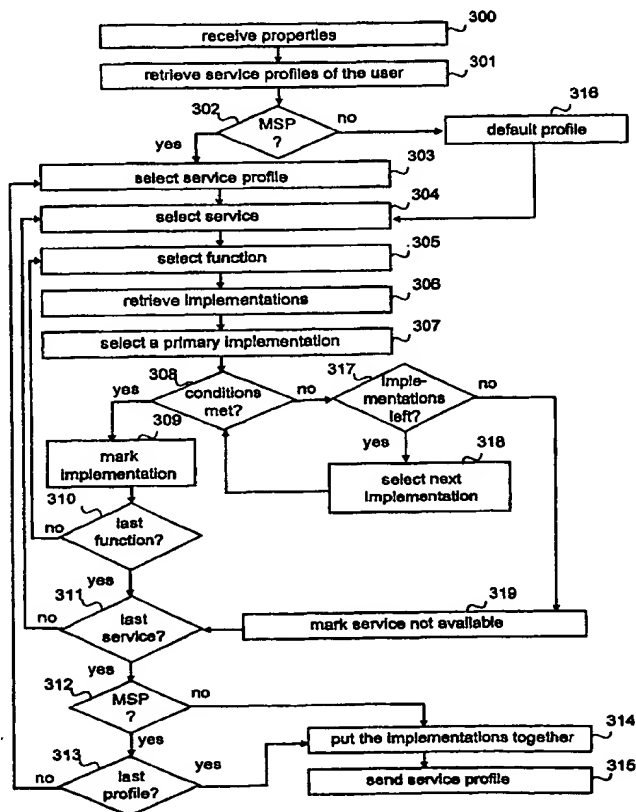 300
receive properties
301
retrieve service profiles of the user
302
MSP
?
no
316
default profile
yes
303
select service profile
304
select service
305
select function
306
retrieve implementations
307
select a primary implementation
308
conditions
met?
yes
no
317
Imple-
mentations
left?
no
yes
309
mark
implementation
318
select next
implementation
310
last
function?
no
yes
311
last
service?
no
319
mark service not available
yes
312
MSP
?
no
yes
314
put the implementations together
313
last
profile?
no
yes
315
send service profile